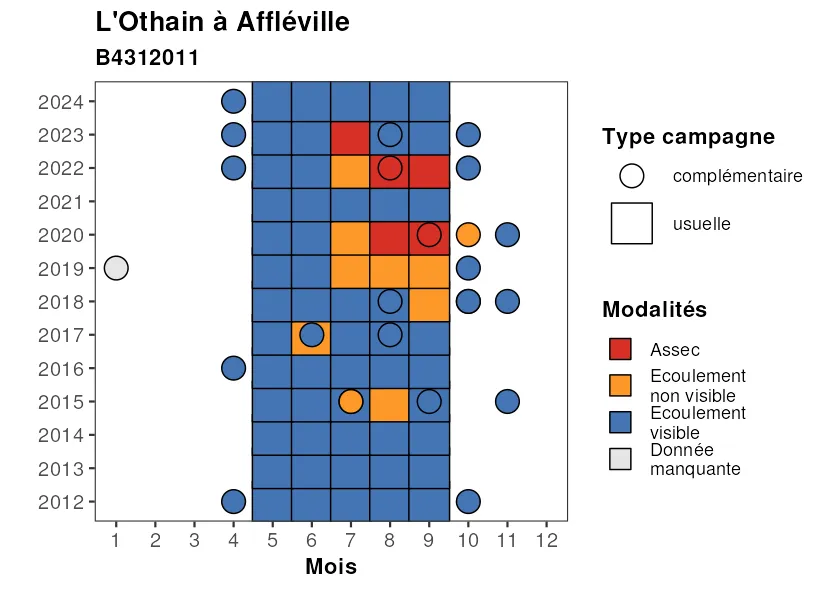 L'Othain à Affléville
B4312011
2024
2023
2022
2021
2020
2019
2018
2017
2016
2015
2014
2013
2012
1 2 3 4 5 6 7 8 9 10 11 12
Mois
Type campagne
complémentaire
usuelle
Modalités
Assec
Ecoulement
non visible
Ecoulement
visible
Donnée
manquante